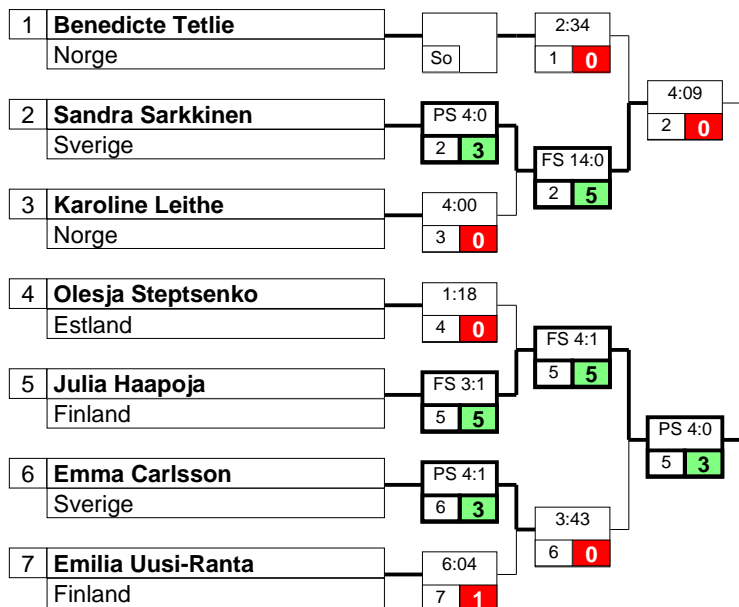 1 Benedicte Tetlie
Norge
So
2:34
1 0
2 Sandra Sarkkinen
Sverige
PS 4:0
2 3
4:09
2 0
FS 14:0
2 5
3 Karoline Leithe
Norge
4:00
3 0
4 Olesja Steptsenko
Estland
1:18
4 0
FS 4:1
5 5
5 Julia Haapoja
Finland
FS 3:1
5 5
PS 4:0
5 3
6 Emma Carlsson
Sverige
PS 4:1
6 3
3:43
6 0
7 Emilia Uusi-Ranta
Finland
6:04
7 1